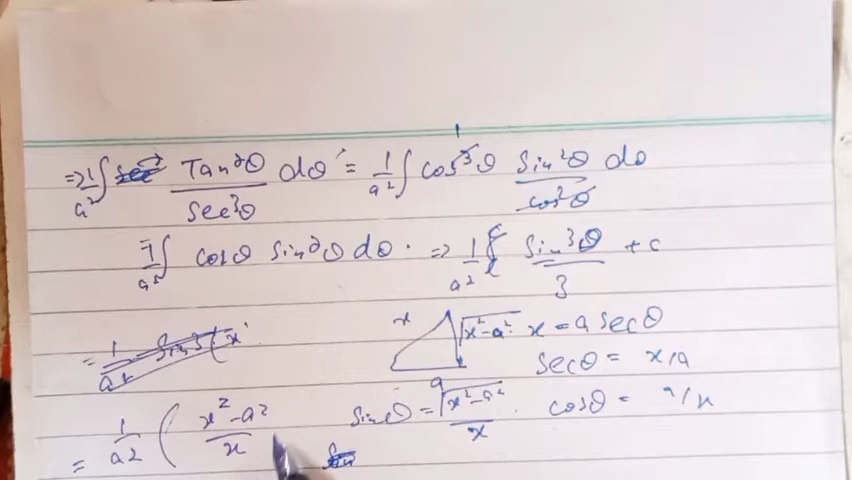 => 1/a² ∫ Tan²θ/sec³θ dθ = 1/a² ∫ cos³θ Sin²θ/cos²θ dθ
= 1/a² ∫ cosθ sin²θ dθ. => 1/a² Sin³θ/3 + c
= 1/a² Sin3(x
x √x²-a² x = a secθ
a secθ = x/a
sinθ = √x²-a²/x . cosθ = a/x
= 1/a² ( x²-a²/x